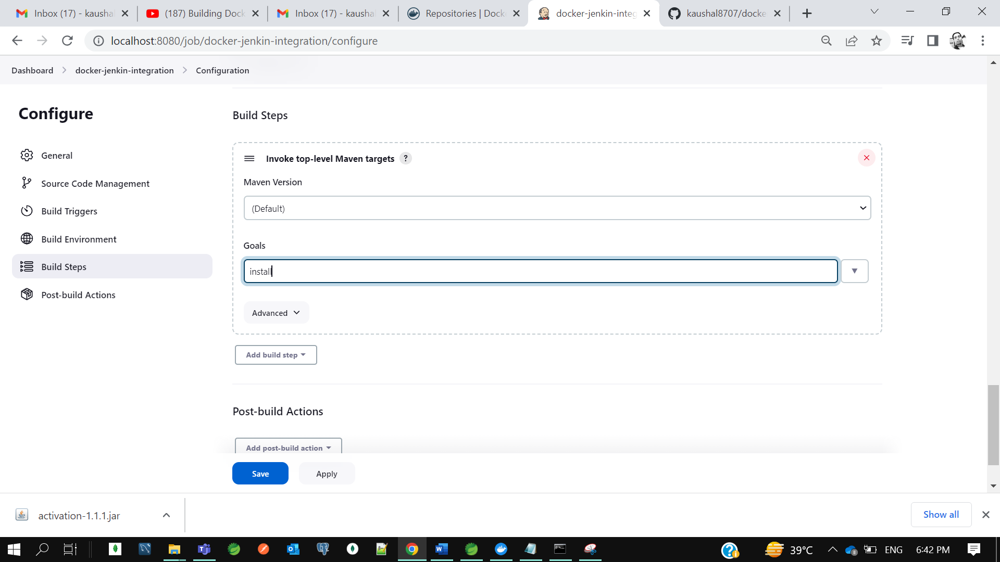 Inbox (17) - kaushal
(187) Building Dock
Inbox (17) - kaushal
Repositories | Docke
docker-jenkin-integ
kaushal8707/docke
localhost:8080/job/docker-jenkin-integration/configure
Dashboard
docker-jenkin-integration
Configuration
Configure
General
Source Code Management
Build Triggers
Build Environment
Build Steps
Post-build Actions
Build Steps
Invoke top-level Maven targets ?
Maven Version
(Default)
Goals
install
Advanced
Add build step
Post-build Actions
Add post-build action
Save
Apply
activation-1.1.1.jar
Show all
39°C
ENG
6:42 PM